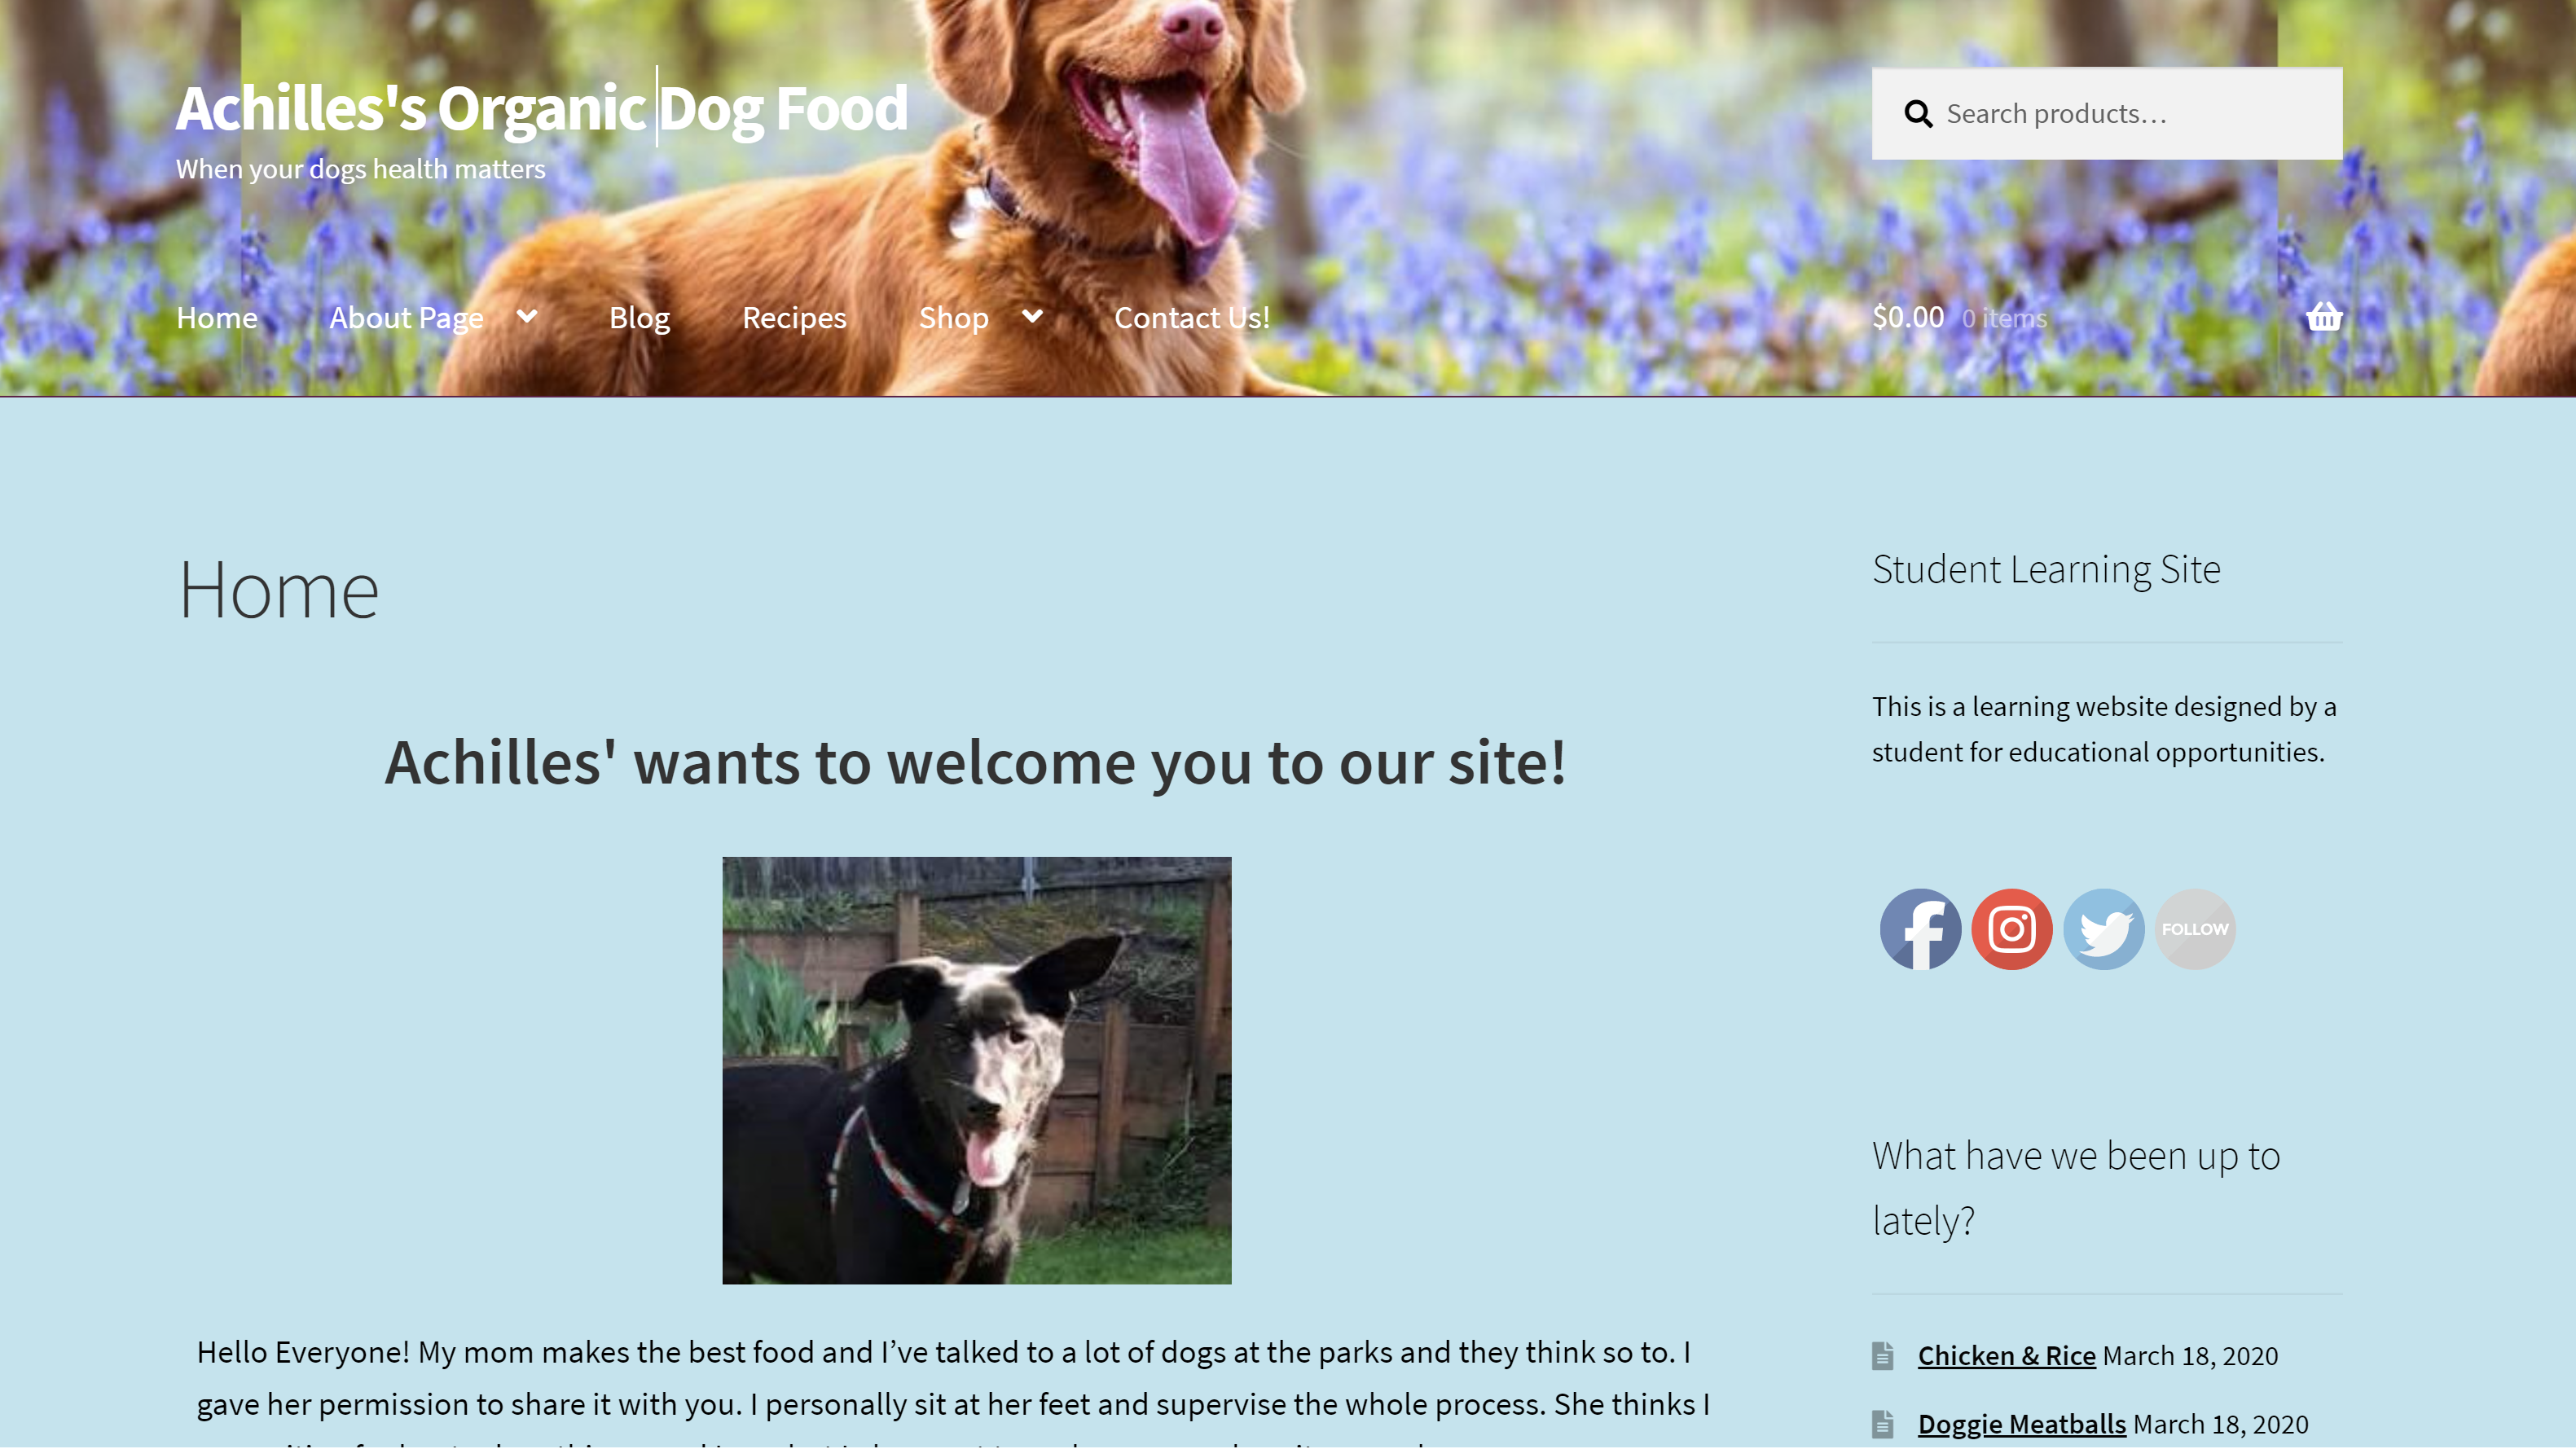 Achilles's Organic Dog Food
When your dogs health matters
Search products…
Home About Page Blog Recipes Shop Contact Us!
$0.00 0 items
Home
Achilles' wants to welcome you to our site!
Hello Everyone! My mom makes the best food and I’ve talked to a lot of dogs at the parks and they think so to. I
gave her permission to share it with you. I personally sit at her feet and supervise the whole process. She thinks I
Student Learning Site
This is a learning website designed by a
student for educational opportunities.
FOLLOW
What have we been up to
lately?
Chicken & Rice March 18, 2020
Doggie Meatballs March 18, 2020